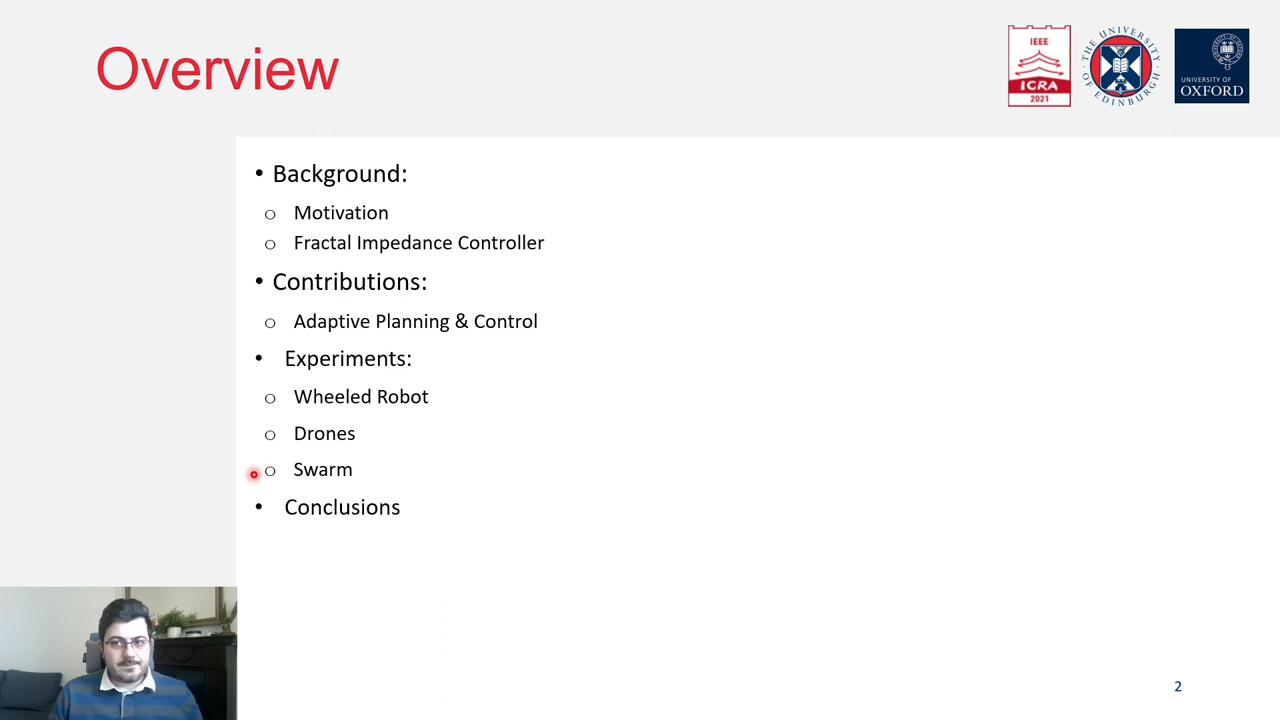 Overview
IEEE
ICRA
2021
THE UNIVERSITY OF EDINBURGH
UNIVERSITY OF
OXFORD
• Background:
o Motivation
o Fractal Impedance Controller
• Contributions:
o Adaptive Planning & Control
• Experiments:
o Wheeled Robot
o Drones
o Swarm
• Conclusions
2